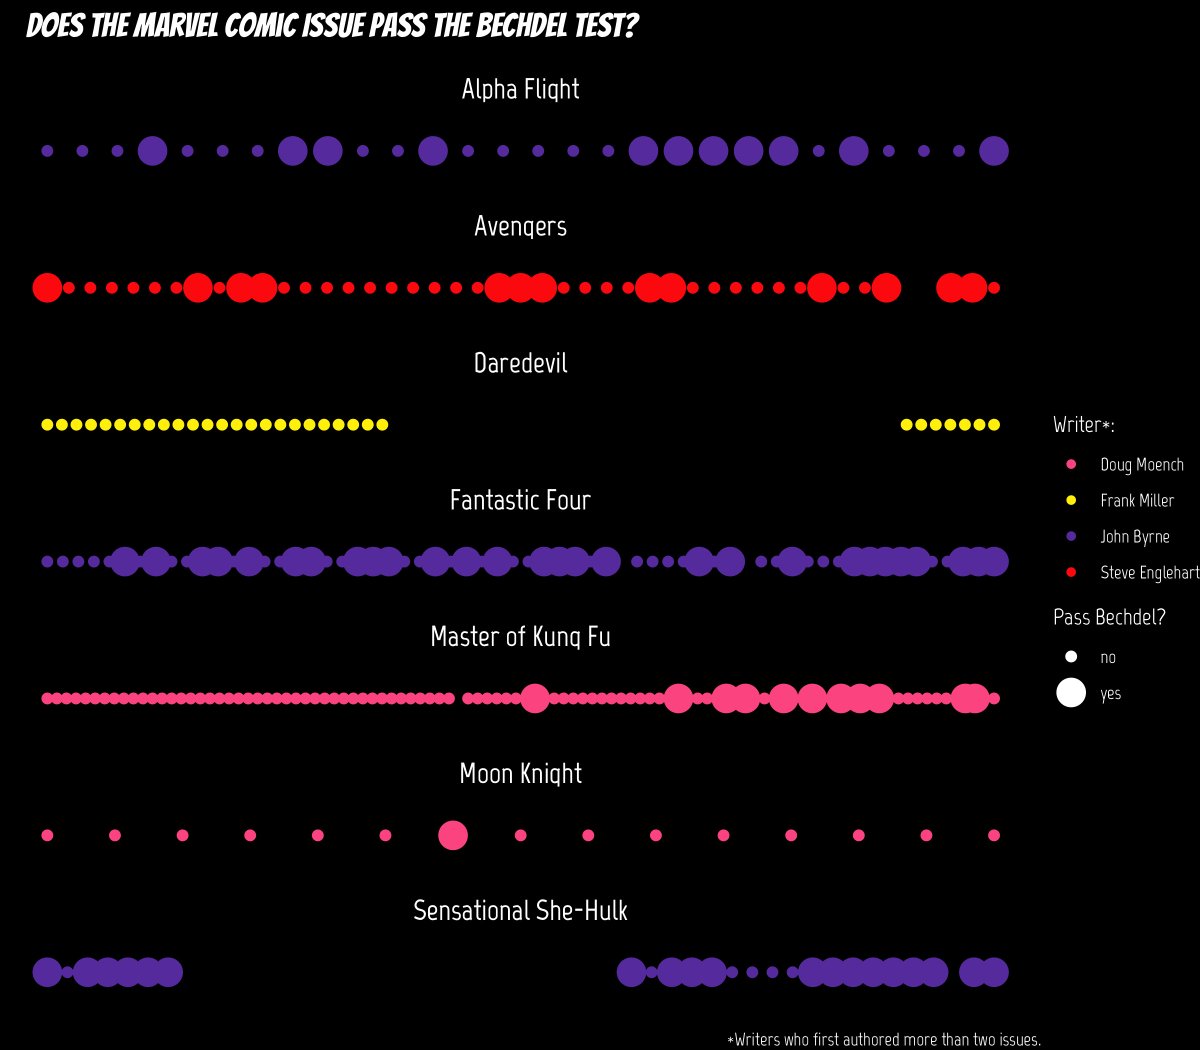 DOES THE MARVEL COMIC ISSUE PASS THE BECHDEL TEST?
Alpha Flight
Avengers
Daredevil
Fantastic Four
Master of Kung Fu
Moon Knight
Sensational She-Hulk
Writer*:
Doug Moench
Frank Miller
John Byrne
Steve Englehart
Pass Bechdel?
no
yes
*Writers who first authored more than two issues.